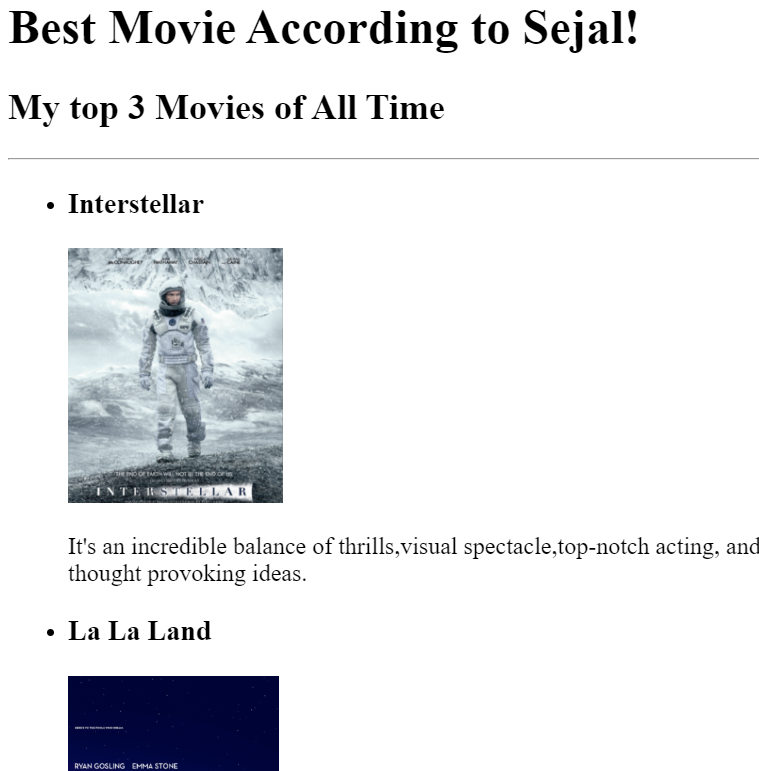 Best Movie According to Sejal!
My top 3 Movies of All Time
Interstellar
THE END OF EARTH WILL NOT BE THE END OF US
INTERSTELLAR
It's an incredible balance of thrills,visual spectacle,top-notch acting, and
thought provoking ideas.
La La Land
RYAN GOSLING EMMA STONE